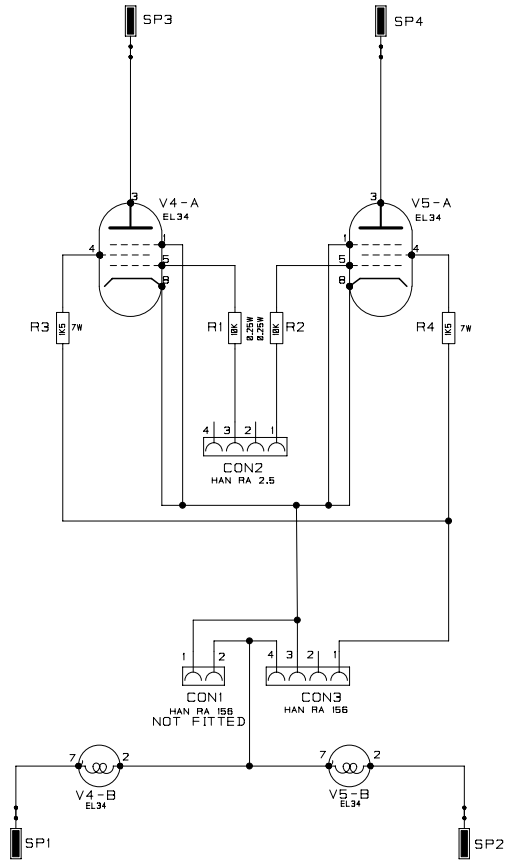 SP3 SP4
3 V4-A EL34 3 V5-A EL34
1 1
4 4
5 5
8 8
R3 1K5 7W R1 10K 0.25W 0.25W 10K R2 R4 1K5 7W
4 3 2 1
CON2
HAN RA 2.5
1 2 4 3 2 1
CON1 CON3
HAN RA 156 HAN RA 156
NOT FITTED
7 2 7 2
V4-B V5-B
EL34 EL34
SP1 SP2